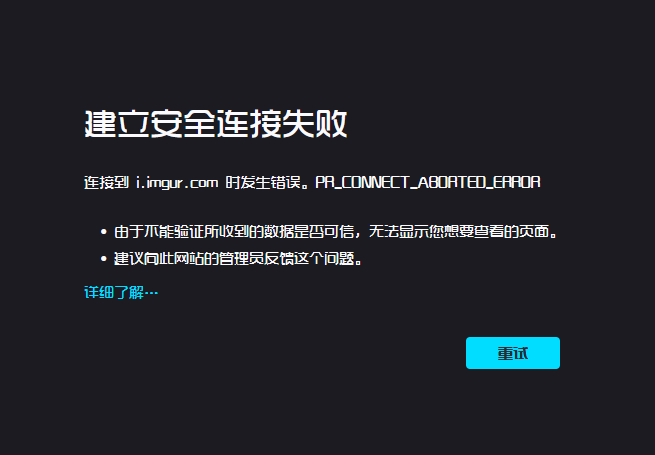 建立安全连接失败
连接到 i.imgur.com 时发生错误。PR_CONNECT_ABORTED_ERROR
• 由于不能验证所收到的数据是否可信，无法显示您想要查看的页面。
• 建议向此网站的管理员反馈这个问题。
详细了解…
重试